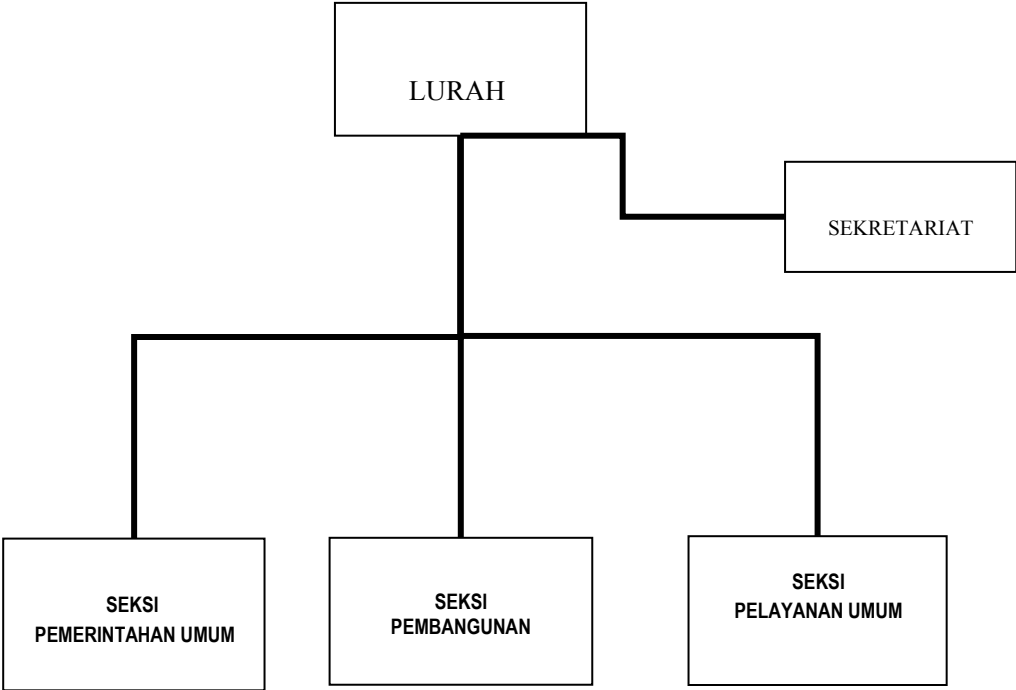 LURAH
SEKRETARIAT
SEKSI
PEMERINTAHAN UMUM
SEKSI
PEMBANGUNAN
SEKSI
PELAYANAN UMUM